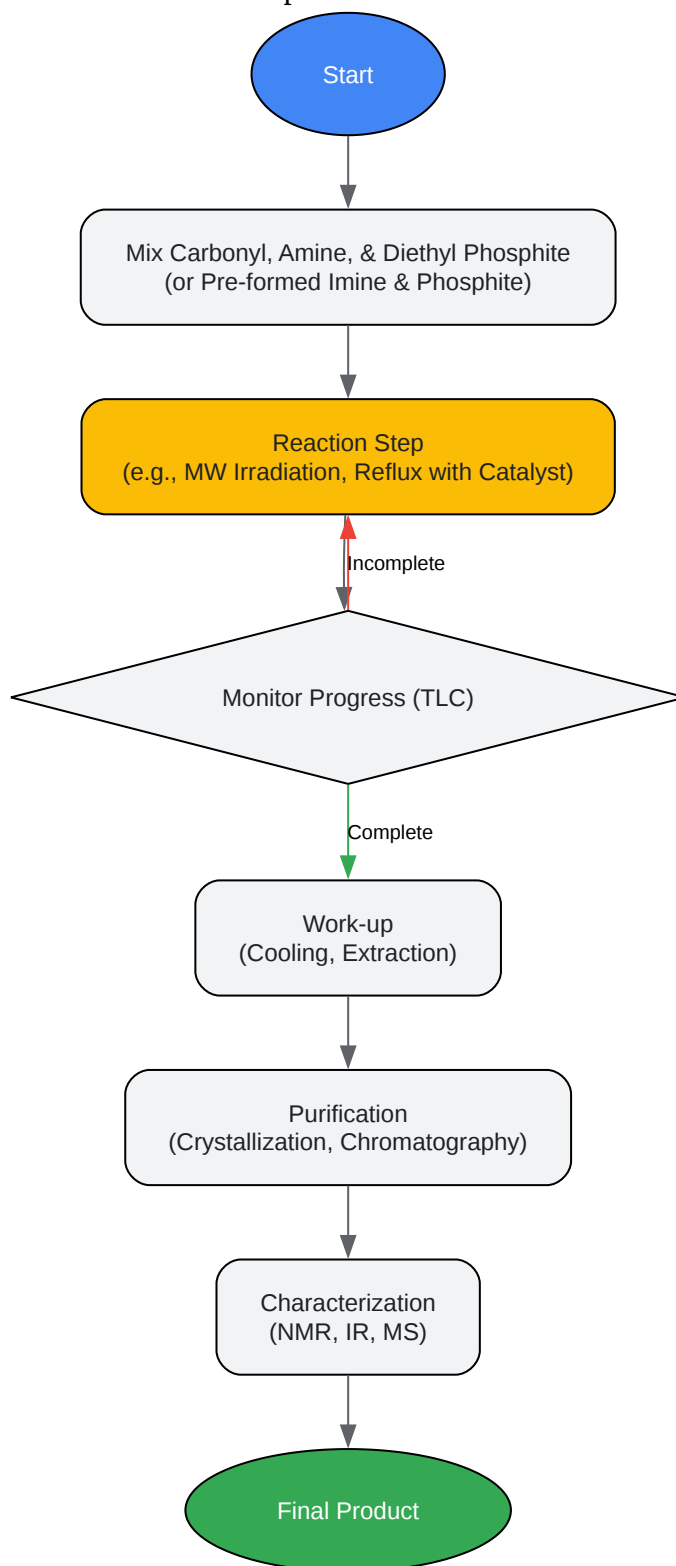 Start
Mix Carbonyl, Amine, & Diethyl Phosphite
(or Pre-formed Imine & Phosphite)
Reaction Step
(e.g., MW Irradiation, Reflux with Catalyst)
Incomplete
Monitor Progress (TLC)
Complete
Work-up
(Cooling, Extraction)
Purification
(Crystallization, Chromatography)
Characterization
(NMR, IR, MS)
Final Product